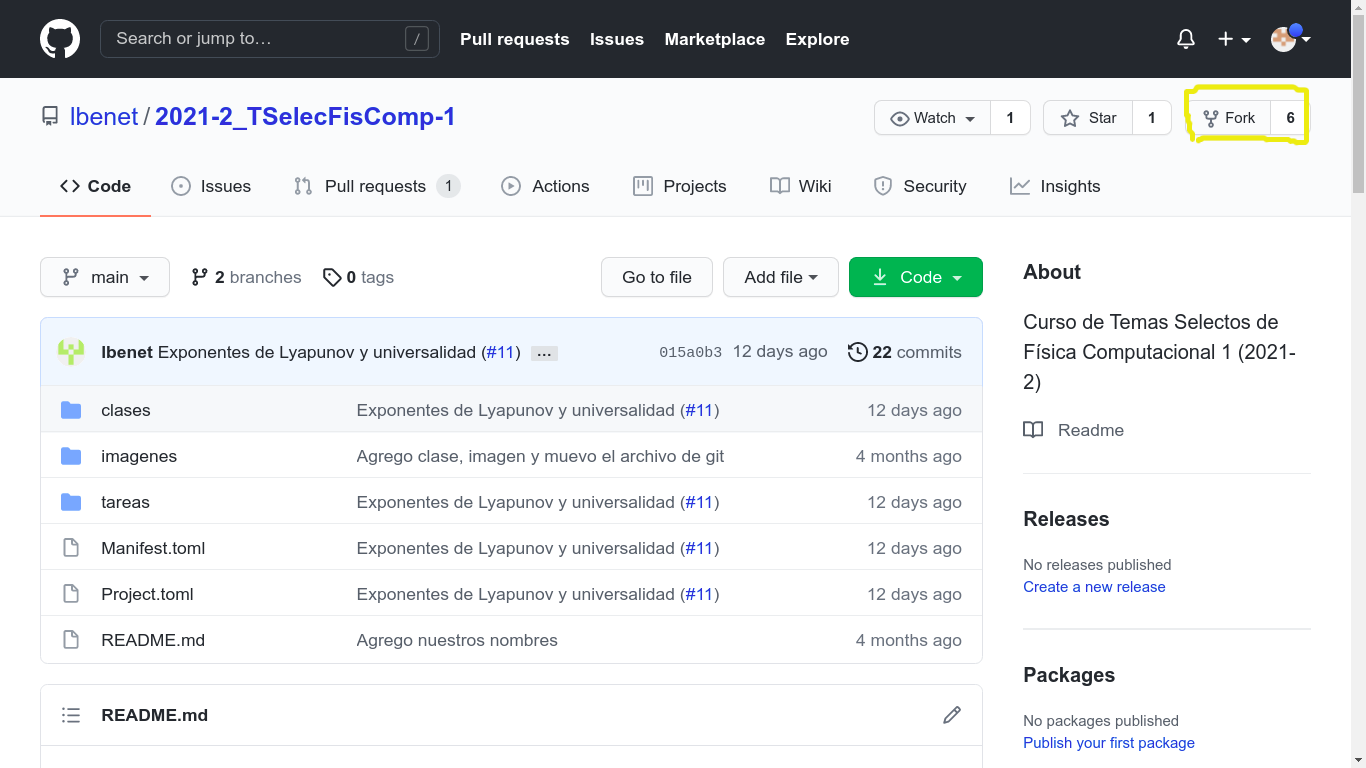 Search or jump to… /
Pull requests Issues Marketplace Explore
lbenet / 2021-2_TSelecFisComp-1
Watch 1 Star 1 Fork 6
Code Issues Pull requests 1 Actions Projects Wiki Security Insights
main 2 branches 0 tags Go to file Add file Code
lbenet Exponentes de Lyapunov y universalidad (#11) ... 015a0b3 12 days ago 22 commits
clases Exponentes de Lyapunov y universalidad (#11) 12 days ago
imagenes Agrego clase, imagen y muevo el archivo de git 4 months ago
tareas Exponentes de Lyapunov y universalidad (#11) 12 days ago
Manifest.toml Exponentes de Lyapunov y universalidad (#11) 12 days ago
Project.toml Exponentes de Lyapunov y universalidad (#11) 12 days ago
README.md Agrego nuestros nombres 4 months ago
README.md
About
Curso de Temas Selectos de
Física Computacional 1 (2021-
2)
Readme
Releases
No releases published
Create a new release
Packages
No packages published
Publish your first package